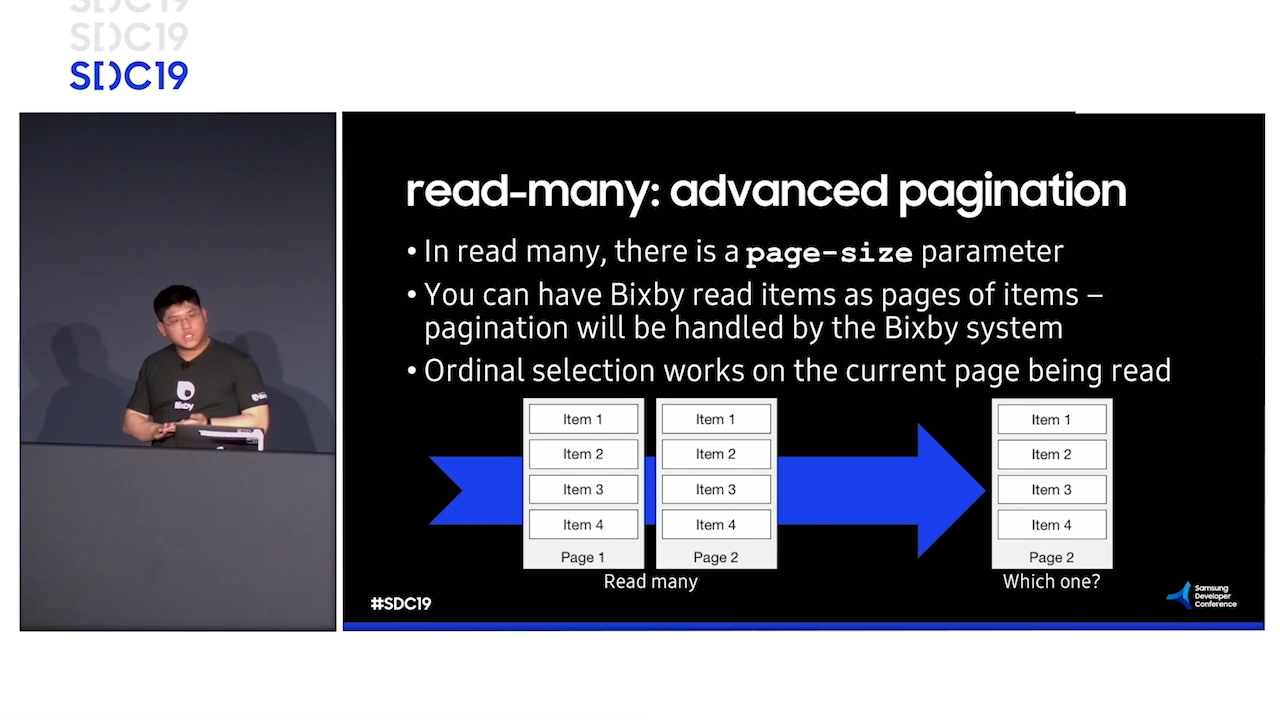 SDC19
SDC19
SDC19
read-many: advanced pagination
• In read many, there is a page-size parameter
• You can have Bixby read items as pages of items –
pagination will be handled by the Bixby system
• Ordinal selection works on the current page being read
Item 1
Item 2
Item 3
Item 4
Page 1
Item 1
Item 2
Item 3
Item 4
Page 2
Read many
Item 1
Item 2
Item 3
Item 4
Page 2
Which one?
Bixby
#SDC19
Samsung
Developer
Conference